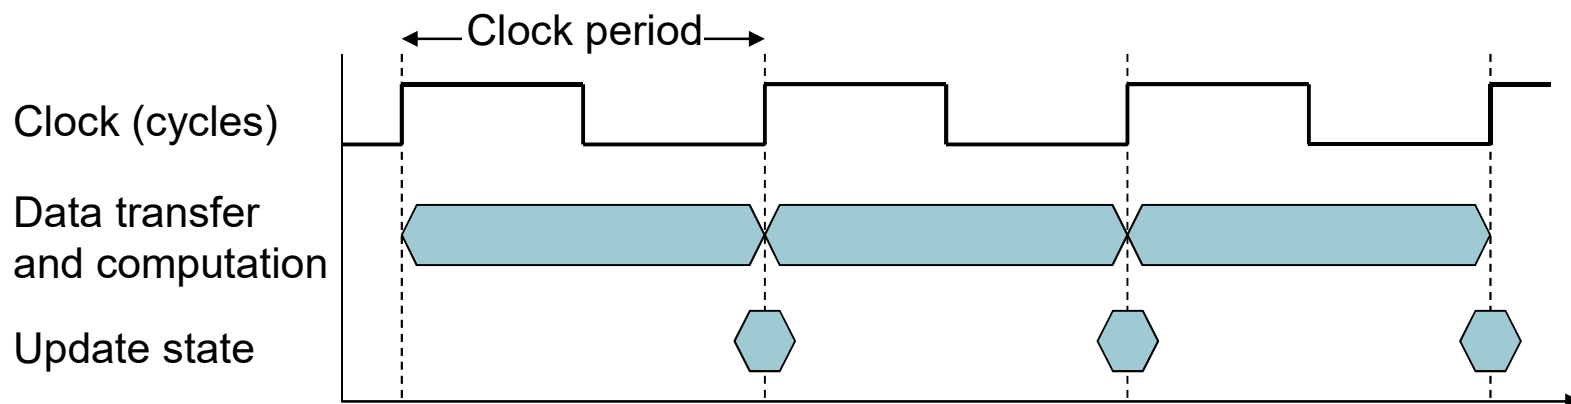 Clock period
Clock (cycles)
Data transfer
and computation
Update state